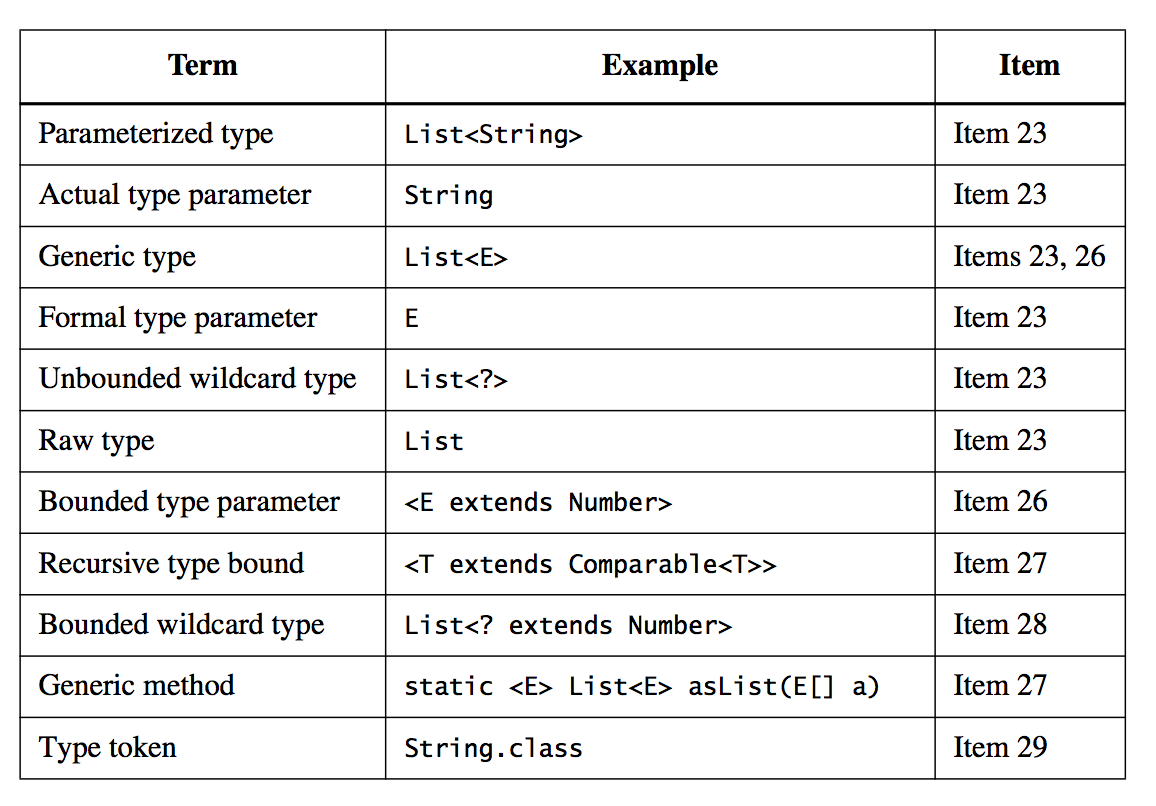 Term Example Item
Parameterized type List<String> Item 23
Actual type parameter String Item 23
Generic type List<E> Items 23, 26
Formal type parameter E Item 23
Unbounded wildcard type List<?> Item 23
Raw type List Item 23
Bounded type parameter <E extends Number> Item 26
Recursive type bound <T extends Comparable<T>> Item 27
Bounded wildcard type List<? extends Number> Item 28
Generic method static <E> List<E> asList(E[] a) Item 27
Type token String.class Item 29